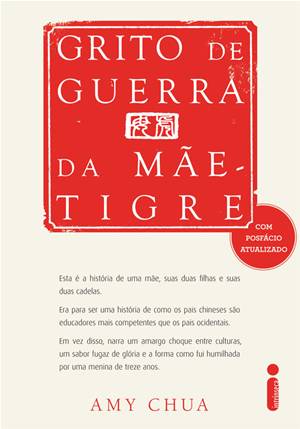 GRITO DE
GUERRA
DA MÃE-
TIGRE
COM
POSFÁCIO
ATUALIZADO
Esta é a história de uma mãe, suas duas filhas e suas
duas cadelas.
Era para ser uma história de como os pais chineses são
educadores mais competentes que os pais ocidentais.
Em vez disso, narra um amargo choque entre culturas,
um sabor fugaz de glória e a forma como fui humilhada
por uma menina de treze anos.
AMY CHUA
intrínseca